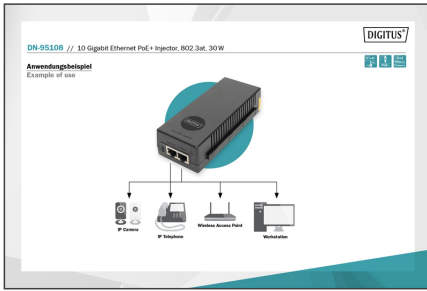 DIGITUS®
DN-95108 // 10 Gigabit Ethernet PoE+ Injector, 802.3at, 30 W
Anwendungsbeispiel
Example of use
DIGITUS
IP Camera
IP Telephone
Wireless Access Point
Workstation